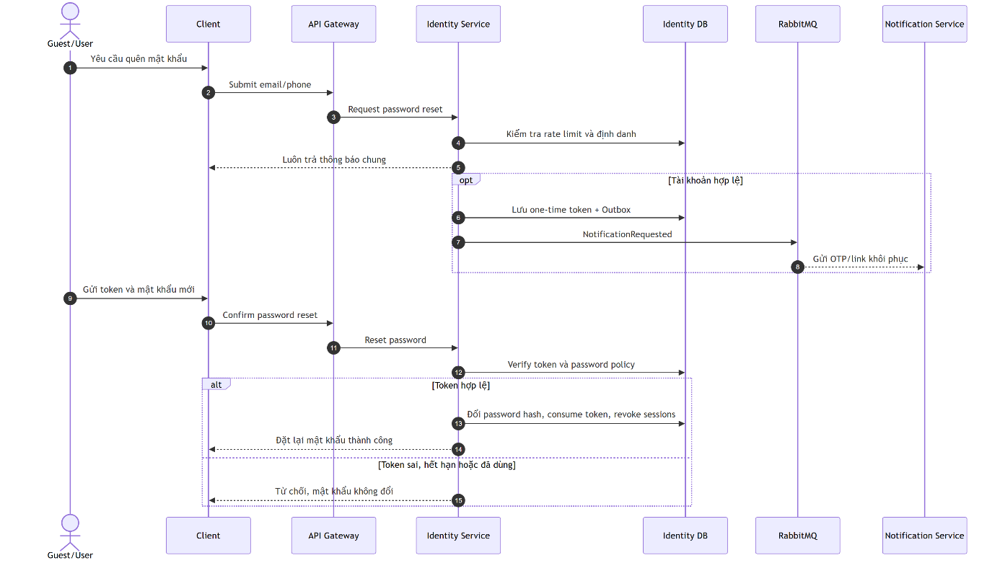 Guest/User
Client
API Gateway
Identity Service
Identity DB
RabbitMQ
Notification Service
1
Yêu cầu quên mật khẩu
2
Submit email/phone
3
Request password reset
4
Kiểm tra rate limit và định danh
Luôn trả thông báo chung
5
opt
[Tài khoản hợp lệ]
6
Lưu one-time token + Outbox
7
NotificationRequested
8
Gửi OTP/link khôi phục
9
Gửi token và mật khẩu mới
10
Confirm password reset
11
Reset password
12
Verify token và password policy
alt
[Token hợp lệ]
13
Đổi password hash, consume token, revoke sessions
Đặt lại mật khẩu thành công
14
[Token sai, hết hạn hoặc đã dùng]
Từ chối, mật khẩu không đổi
15
Guest/User
Client
API Gateway
Identity Service
Identity DB
RabbitMQ
Notification Service